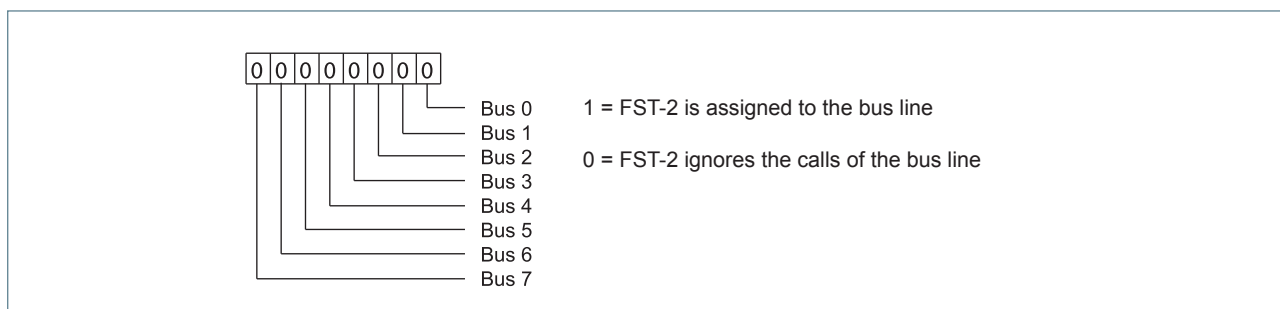 0 0 0 0 0 0 0 0
Bus 0
1 = FST-2 is assigned to the bus line
Bus 1
Bus 2
0 = FST-2 ignores the calls of the bus line
Bus 3
Bus 4
Bus 5
Bus 6
Bus 7